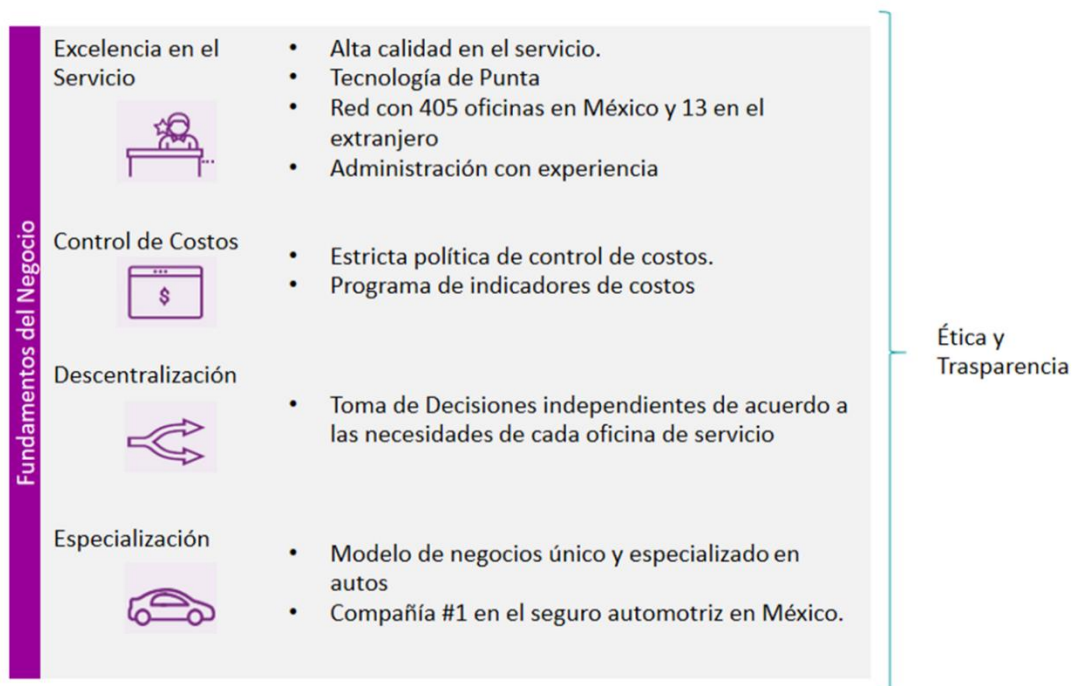 Fundamentos del Negocio
Excelencia en el
Servicio
• Alta calidad en el servicio.
• Tecnología de Punta
• Red con 405 oficinas en México y 13 en el
extranjero
• Administración con experiencia
Control de Costos
$
• Estricta política de control de costos.
• Programa de indicadores de costos
Descentralización
• Toma de Decisiones independientes de acuerdo a
las necesidades de cada oficina de servicio
Especialización
• Modelo de negocios único y especializado en
autos
• Compañía #1 en el seguro automotriz en México.
Ética y
Trasparencia